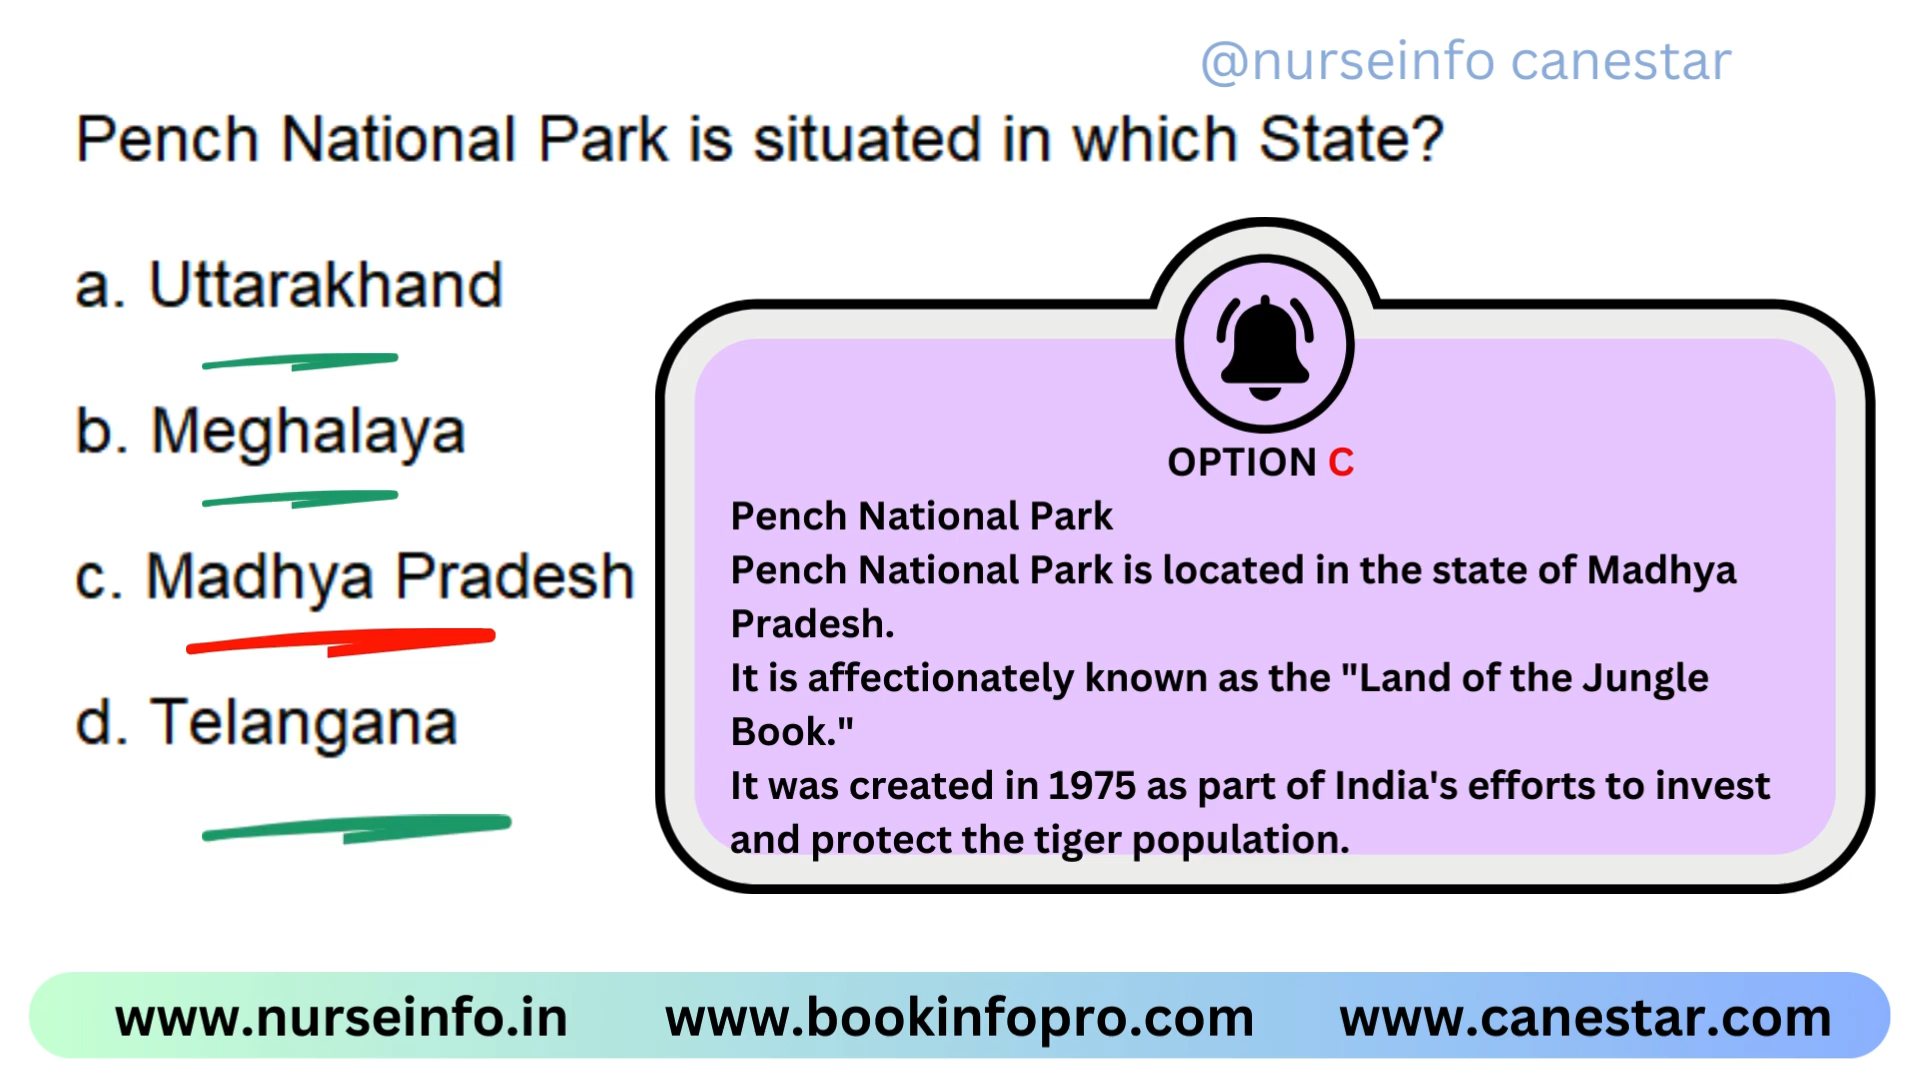 @nurseinfo canestar
Pench National Park is situated in which State?
a. Uttarakhand
b. Meghalaya
c. Madhya Pradesh
d. Telangana
OPTION C
Pench National Park
Pench National Park is located in the state of Madhya
Pradesh.
It is affectionately known as the "Land of the Jungle
Book."
It was created in 1975 as part of India's efforts to invest
and protect the tiger population.
www.nurseinfo.in www.bookinfopro.com www.canestar.com